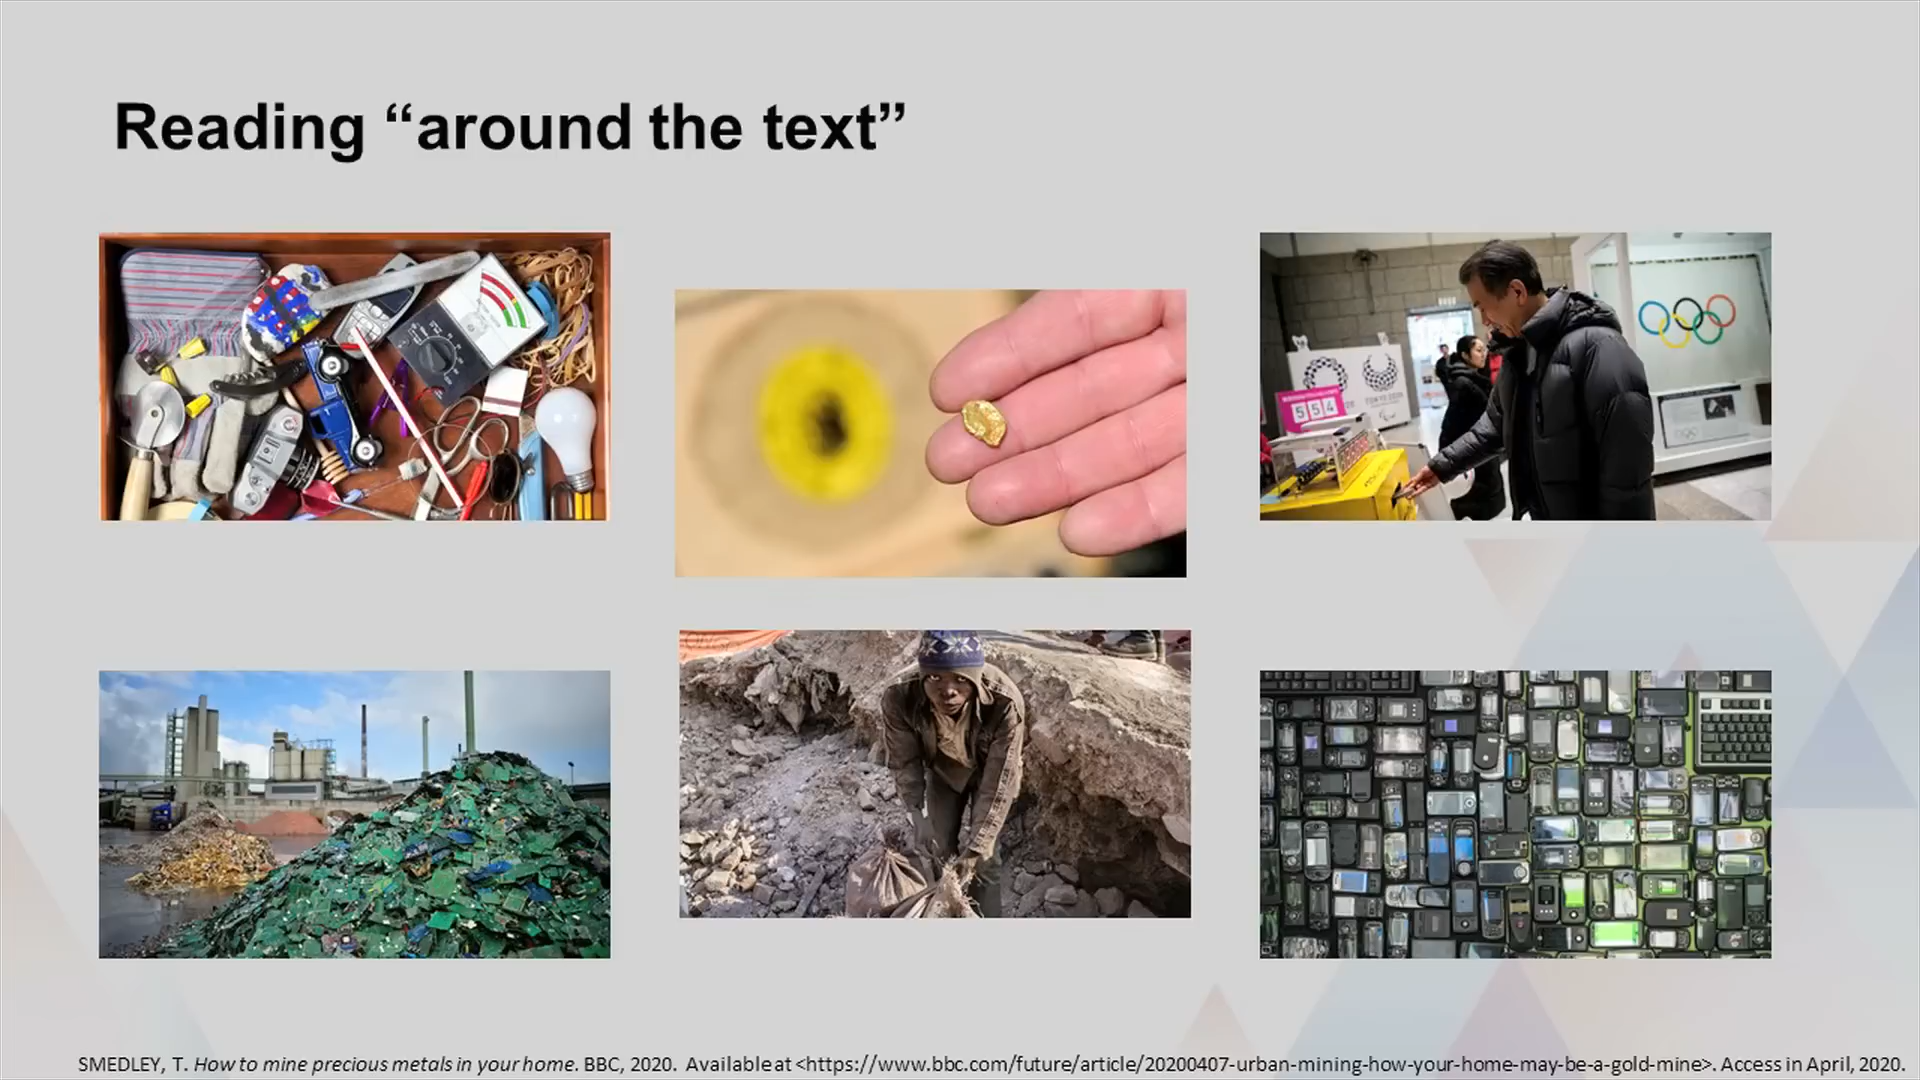 Reading “around the text”
554
SMEDLEY, T. How to mine precious metals in your home. BBC, 2020. Available at <https://www.bbc.com/future/article/20200407-urban-mining-how-your-home-may-be-a-gold-mine>. Access in April, 2020.